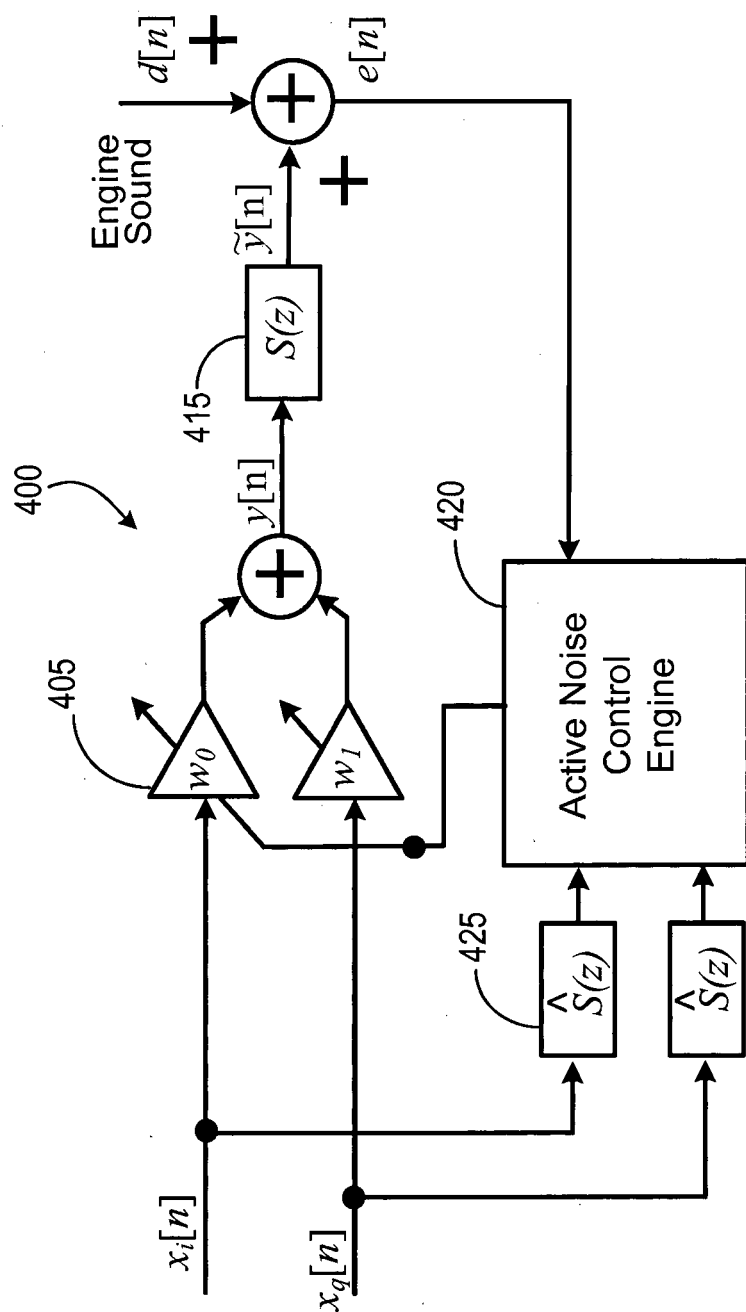 400
Engine
Sound
d[n]
+
405
w0
+
y[n]
415
S(z)
ỹ[n]
+
+
e[n]
xi[n]
w1
xq[n]
420
Active Noise
Control
Engine
425
Ŝ(z)
Ŝ(z)